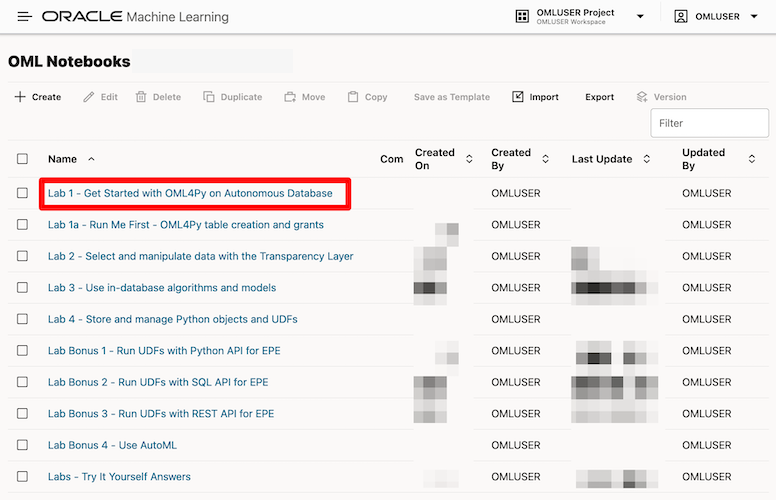 ORACLE Machine Learning
OMLUSER Project
OMLUSER Workspace
OMLUSER
OML Notebooks
Create Edit Delete Duplicate Move Copy Save as Template Import Export Version
Filter
Name Com Created On Created By Last Update Updated By
Lab 1 - Get Started with OML4Py on Autonomous Database OMLUSER OMLUSER
Lab 1a - Run Me First - OML4Py table creation and grants OMLUSER OMLUSER
Lab 2 - Select and manipulate data with the Transparency Layer OMLUSER OMLUSER
Lab 3 - Use in-database algorithms and models OMLUSER OMLUSER
Lab 4 - Store and manage Python objects and UDFs OMLUSER OMLUSER
Lab Bonus 1 - Run UDFs with Python API for EPE OMLUSER OMLUSER
Lab Bonus 2 - Run UDFs with SQL API for EPE OMLUSER OMLUSER
Lab Bonus 3 - Run UDFs with REST API for EPE OMLUSER OMLUSER
Lab Bonus 4 - Use AutoML OMLUSER OMLUSER
Labs - Try It Yourself Answers OMLUSER OMLUSER